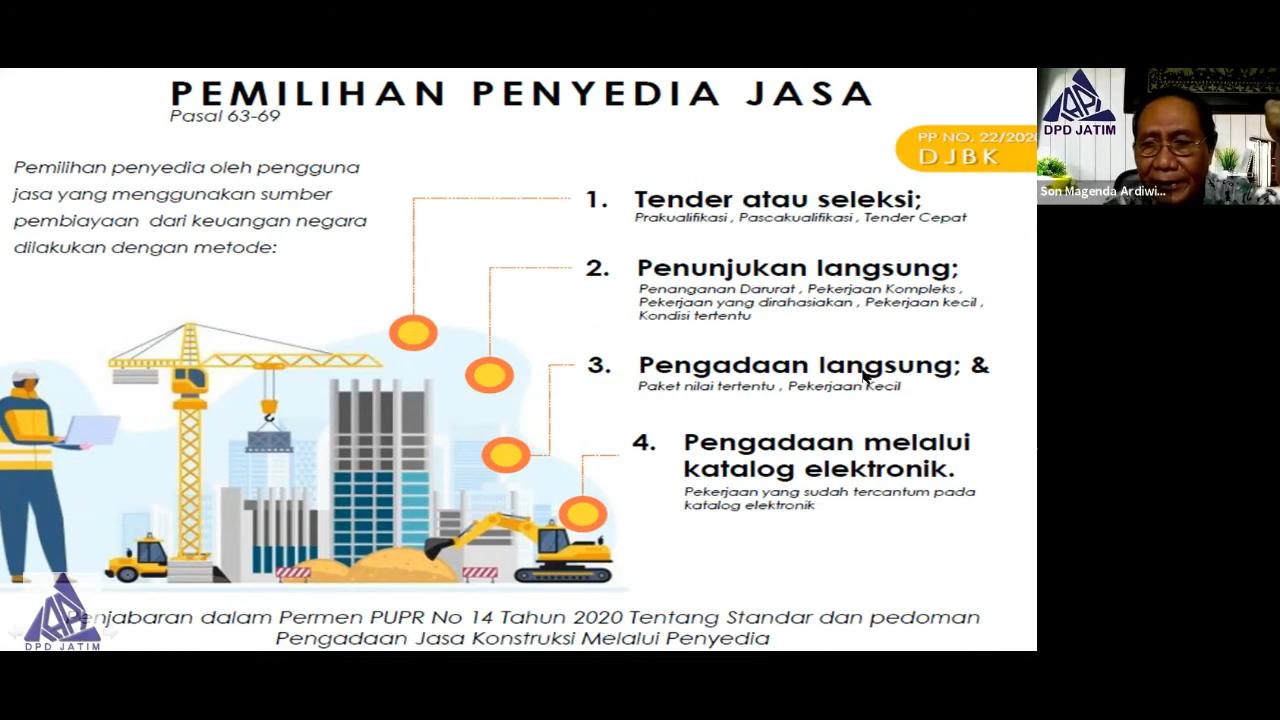 PEMILIHAN PENYEDIA JASA
Pasal 63-69
PP NO. 22/2020
DJBK
Pemilihan penyedia oleh pengguna
jasa yang menggunakan sumber
pembiayaan dari keuangan negara
dilakukan dengan metode:
1. Tender atau seleksi;
Prakualifikasi , Pascakualifikasi , Tender Cepat
2. Penunjukan langsung;
Penanganan Darurat , Pekerjaan Kompleks ,
Pekerjaan yang dirahasiakan , Pekerjaan kecil ,
Kondisi tertentu
3. Pengadaan langsung; &
Paket nilai tertentu , Pekerjaan Kecil
4. Pengadaan melalui
katalog elektronik.
Pekerjaan yang sudah tercantum pada
katalog elektronik
Penjabaran dalam Permen PUPR No 14 Tahun 2020 Tentang Standar dan pedoman
Pengadaan Jasa Konstruksi Melalui Penyedia
DPD JATIM
DPD JATIM
Son Magenda Ardiwi...